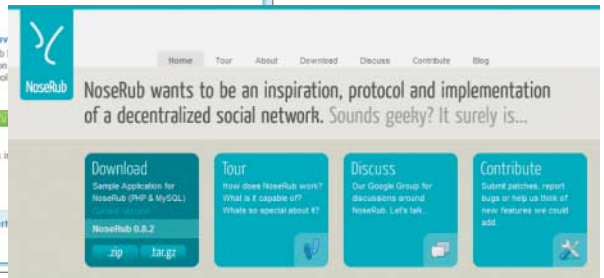 NoseRub
Home Tour About Download Discuss Contribute Blog
NoseRub wants to be an inspiration, protocol and implementation
of a decentralized social network. Sounds geeky? It surely is...
Download
Sample Application for
NoseRub (PHP & MySQL)
NoseRub 0.8.2
.zip .tar.gz
Tour
How does NoseRub work?
What is it capable of?
Whats so special about it?
Discuss
Our Google Group for
discussions around
NoseRub. Let's talk...
Contribute
Submit patches, report
bugs or help us think of
new features we could
add.